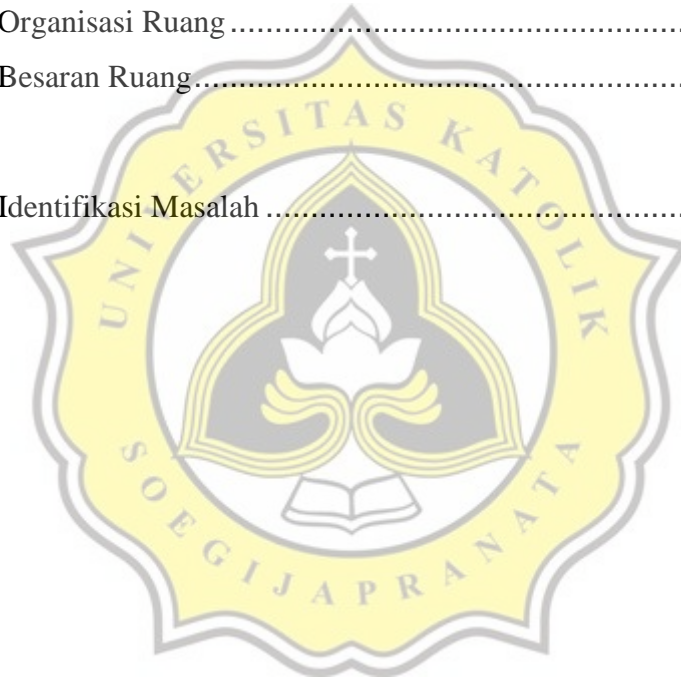 Organisasi Ruang ..............................................................
Besaran Ruang..................................................................
Identifikasi Masalah .........................................................
UNIVERSITAS KATOLIK
SOEGIJAPRANATA